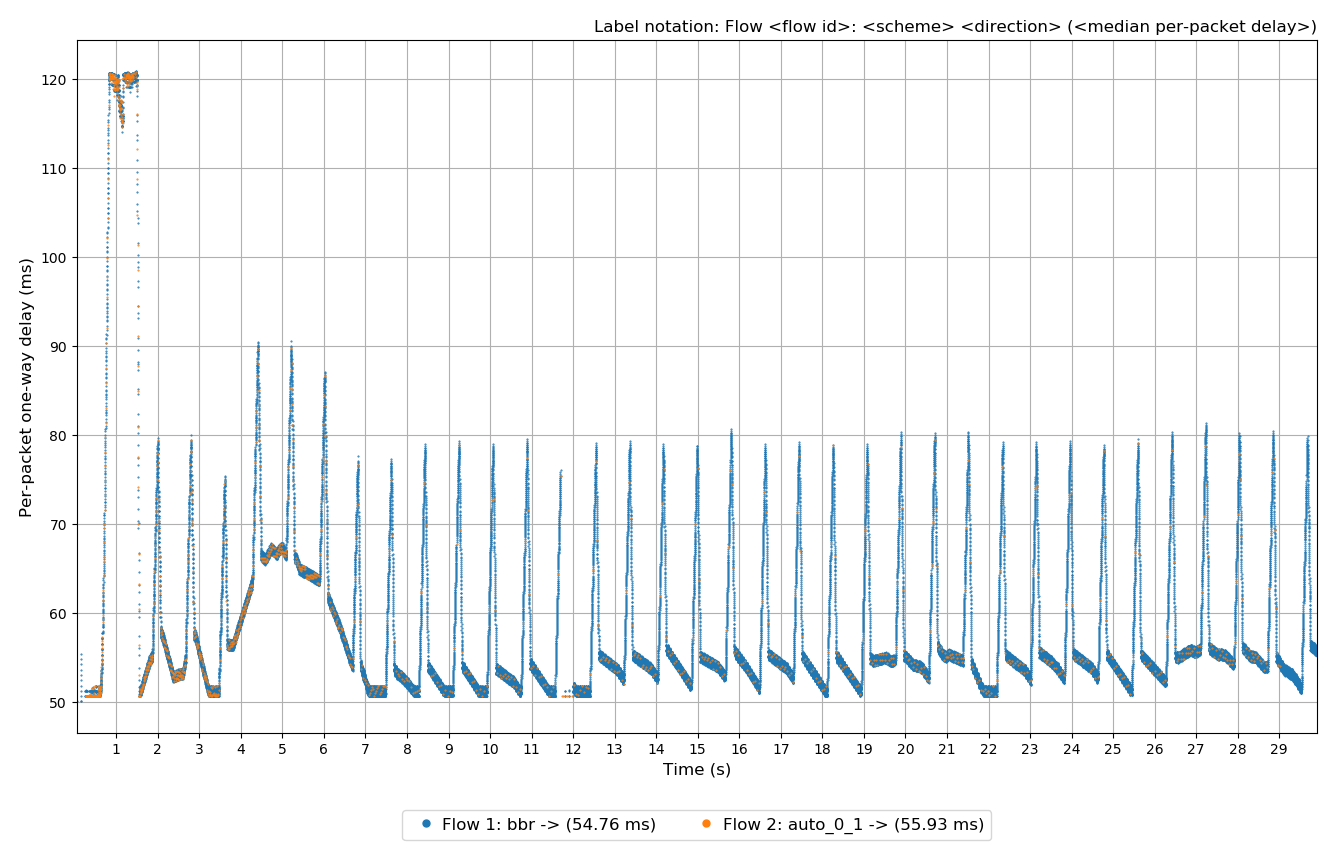 Label notation: Flow <flow id>: <scheme> <direction> (<median per-packet delay>)
Per-packet one-way delay (ms)
120
110
100
90
80
70
60
50
1 2 3 4 5 6 7 8 9 10 11 12 13 14 15 16 17 18 19 20 21 22 23 24 25 26 27 28 29
Time (s)
Flow 1: bbr -> (54.76 ms) Flow 2: auto_0_1 -> (55.93 ms)